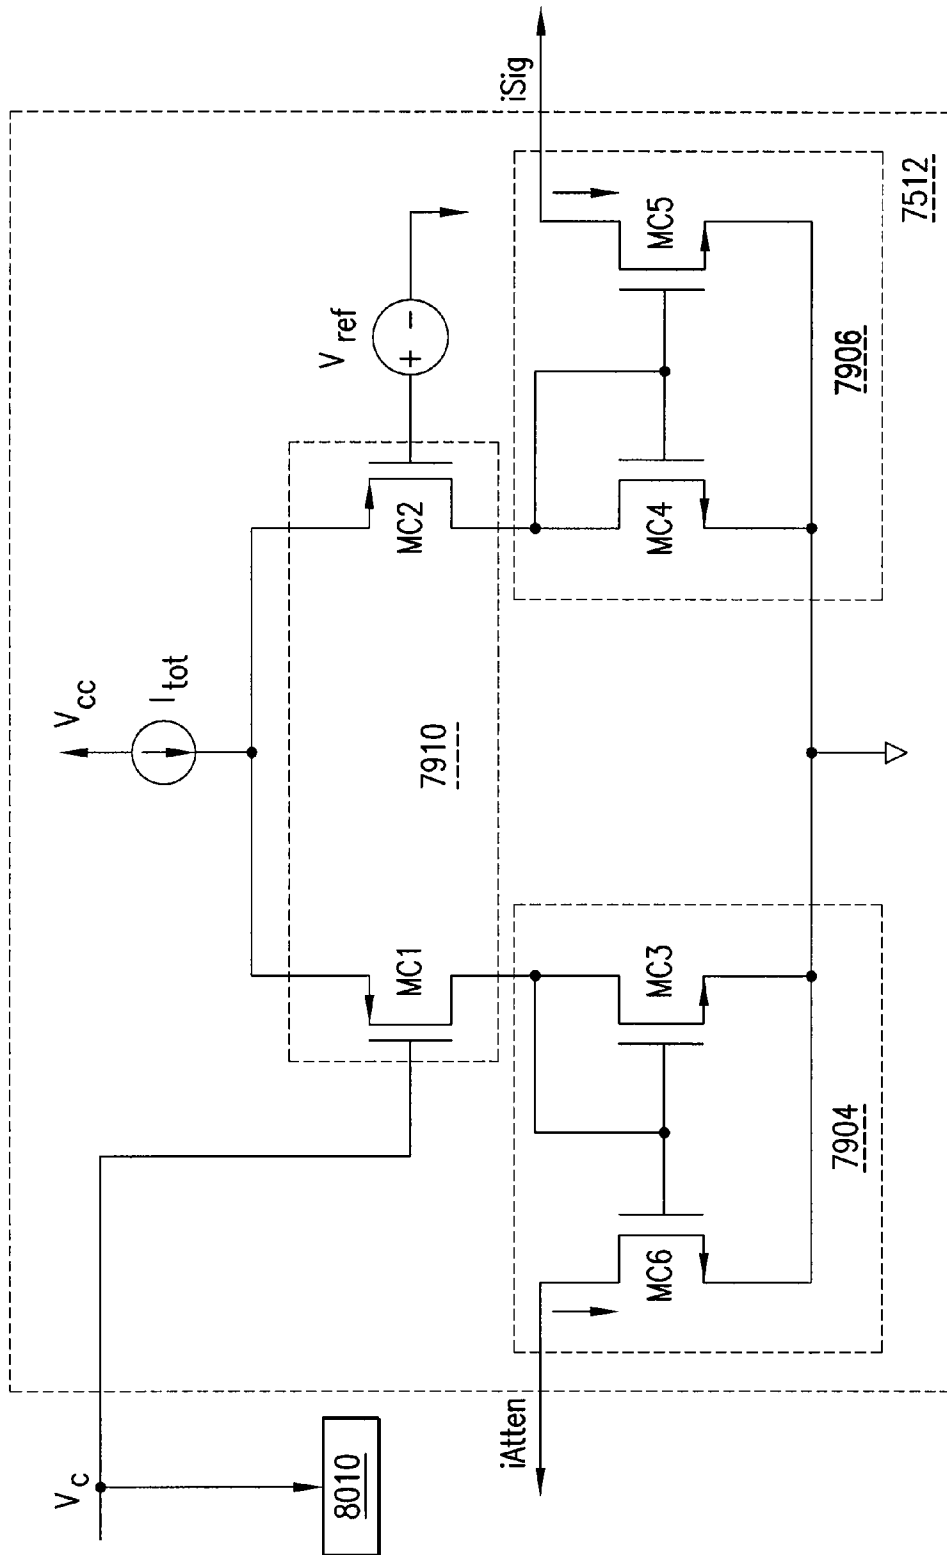 V_c
8010
V_cc
I_tot
7910
MC1
MC2
V_ref
+ -
iAtten
iSig
MC6
MC3
MC4
MC5
7904
7906
7512